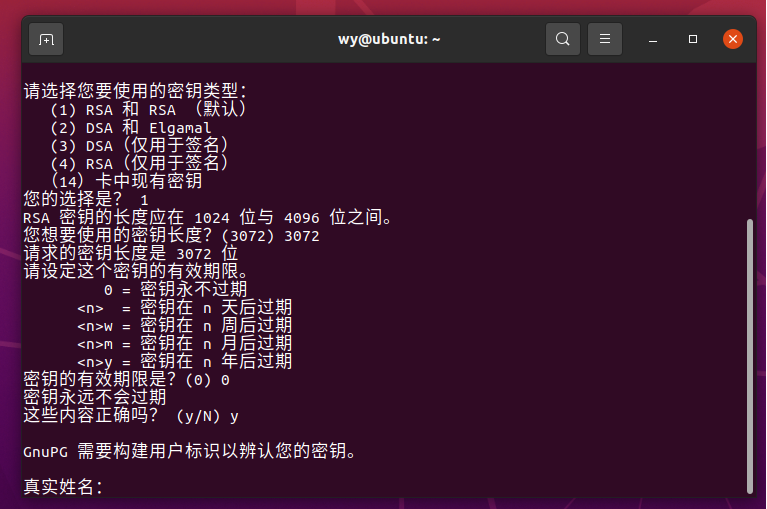 wy@ubuntu: ~
请选择您要使用的密钥类型：
(1) RSA 和 RSA （默认）
(2) DSA 和 Elgamal
(3) DSA（仅用于签名）
(4) RSA（仅用于签名）
(14) 卡中现有密钥
您的选择是？ 1
RSA 密钥的长度应在 1024 位与 4096 位之间。
您想要使用的密钥长度？(3072) 3072
请求的密钥长度是 3072 位
请设定这个密钥的有效期限。
0 = 密钥永不过期
<n>  = 密钥在 n 天后过期
<n>w = 密钥在 n 周后过期
<n>m = 密钥在 n 月后过期
<n>y = 密钥在 n 年后过期
密钥的有效期限是？(0) 0
密钥永远不会过期
这些内容正确吗？ (y/N) y
GnuPG 需要构建用户标识以辨认您的密钥。
真实姓名：